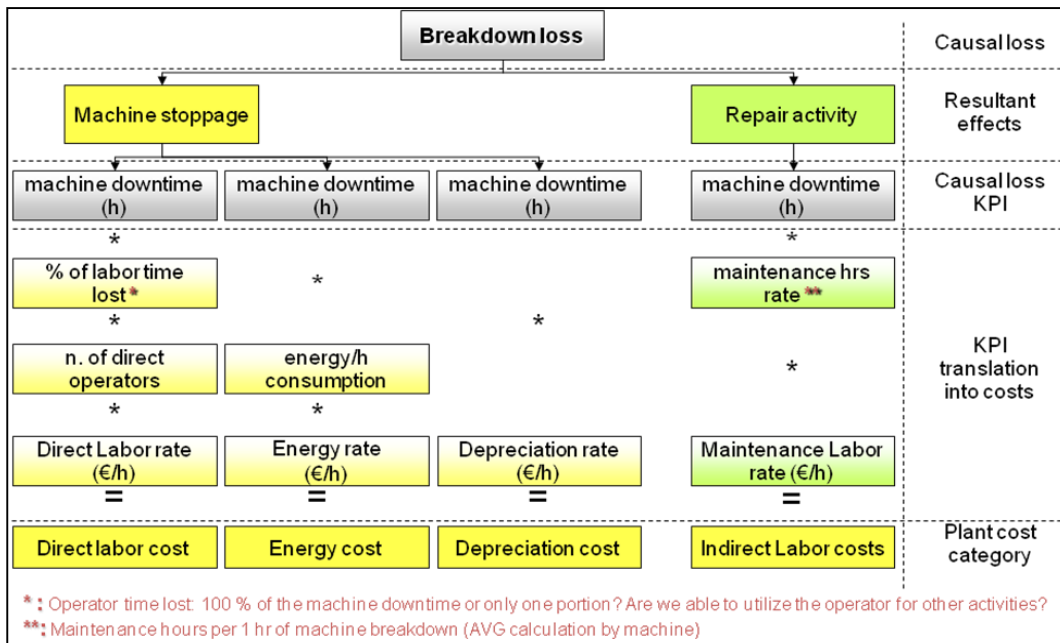 Breakdown loss
Causal loss
Machine stoppage
Repair activity
Resultant
effects
machine downtime
(h)
machine downtime
(h)
machine downtime
(h)
machine downtime
(h)
Causal loss
KPI
*
*
% of labor time
lost *
*
maintenance hrs
rate **
*
*
n. of direct
operators
energy/h
consumption
*
KPI
translation
into costs
*
*
Direct Labor rate
(€/h)
Energy rate
(€/h)
Depreciation rate
(€/h)
Maintenance Labor
rate (€/h)
=
=
=
=
Direct labor cost
Energy cost
Depreciation cost
Indirect Labor costs
Plant cost
category
*: Operator time lost: 100 % of the machine downtime or only one portion? Are we able to utilize the operator for other activities?
**: Maintenance hours per 1 hr of machine breakdown (AVG calculation by machine)